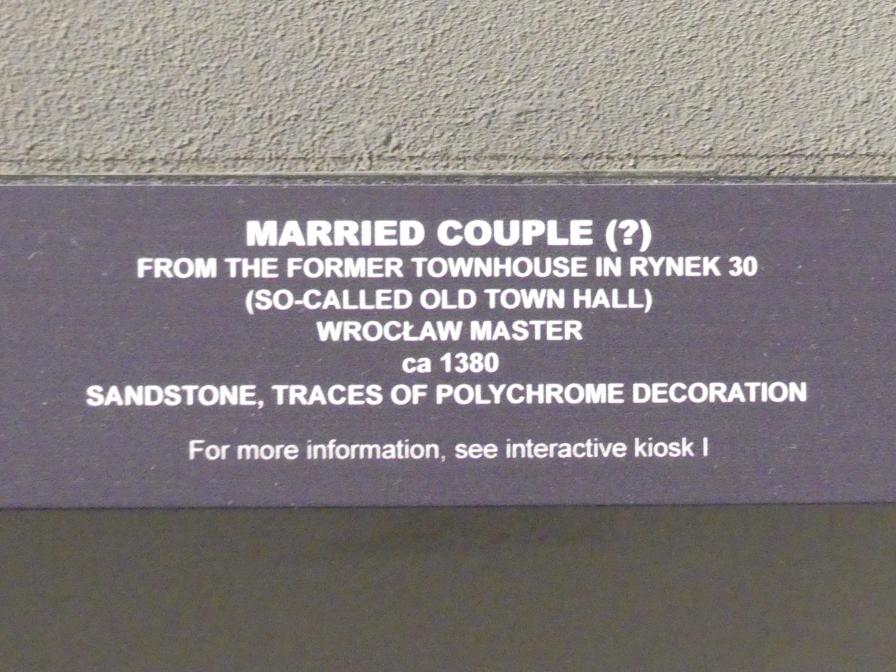 MARRIED COUPLE (?)
FROM THE FORMER TOWNHOUSE IN RYNEK 30
(SO-CALLED OLD TOWN HALL)
WROCŁAW MASTER
ca 1380
SANDSTONE, TRACES OF POLYCHROME DECORATION
For more information, see interactive kiosk I